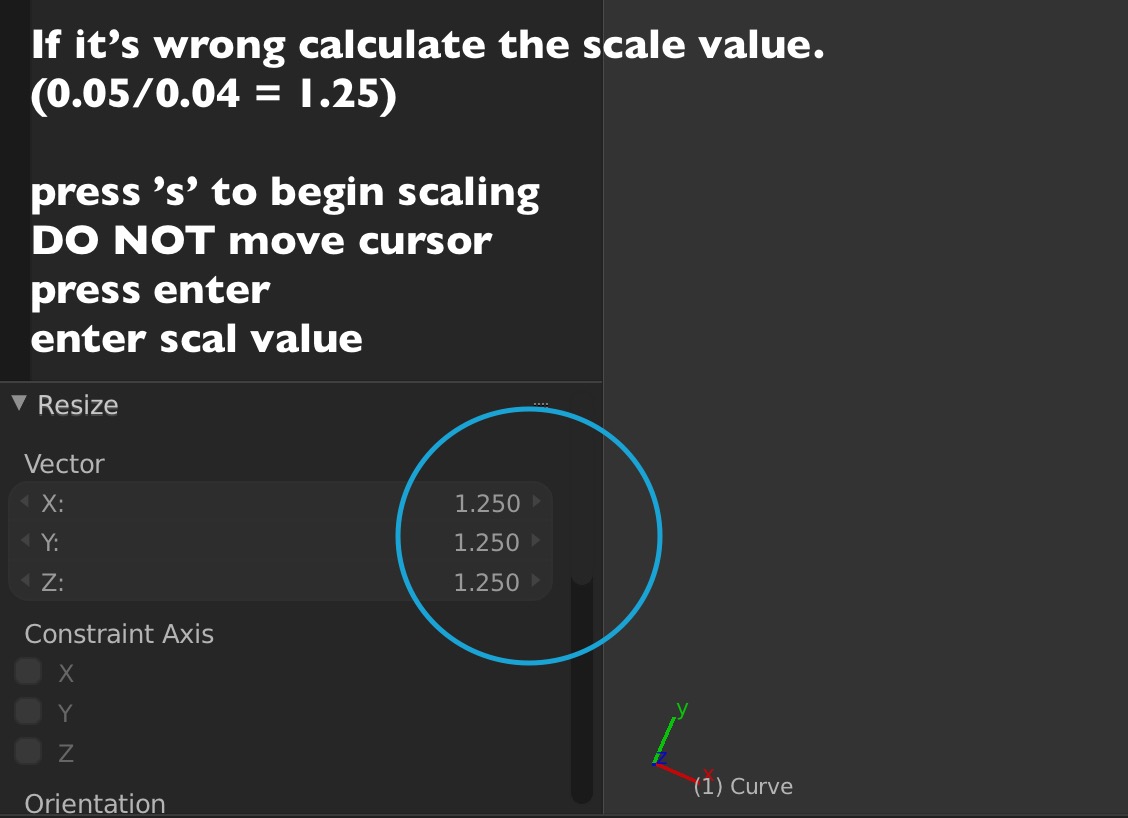 If it’s wrong calculate the scale value.
(0.05/0.04 = 1.25)
press ’s’ to begin scaling
DO NOT move cursor
press enter
enter scal value
Resize
Vector
X: 1.250
Y: 1.250
Z: 1.250
Constraint Axis
X
Y
Z
Orientation
y
z
x
(1) Curve